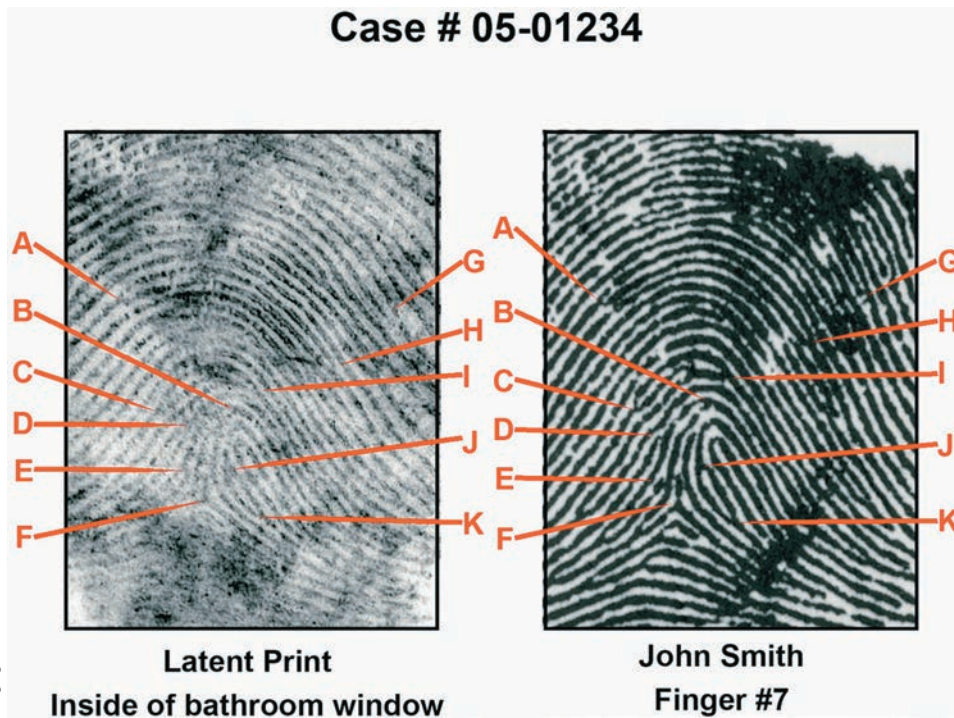 Case # 05-01234
A
B
C
D
E
F
G
H
I
J
K
A
B
C
D
E
F
G
H
I
J
K
Latent Print
Inside of bathroom window
John Smith
Finger #7